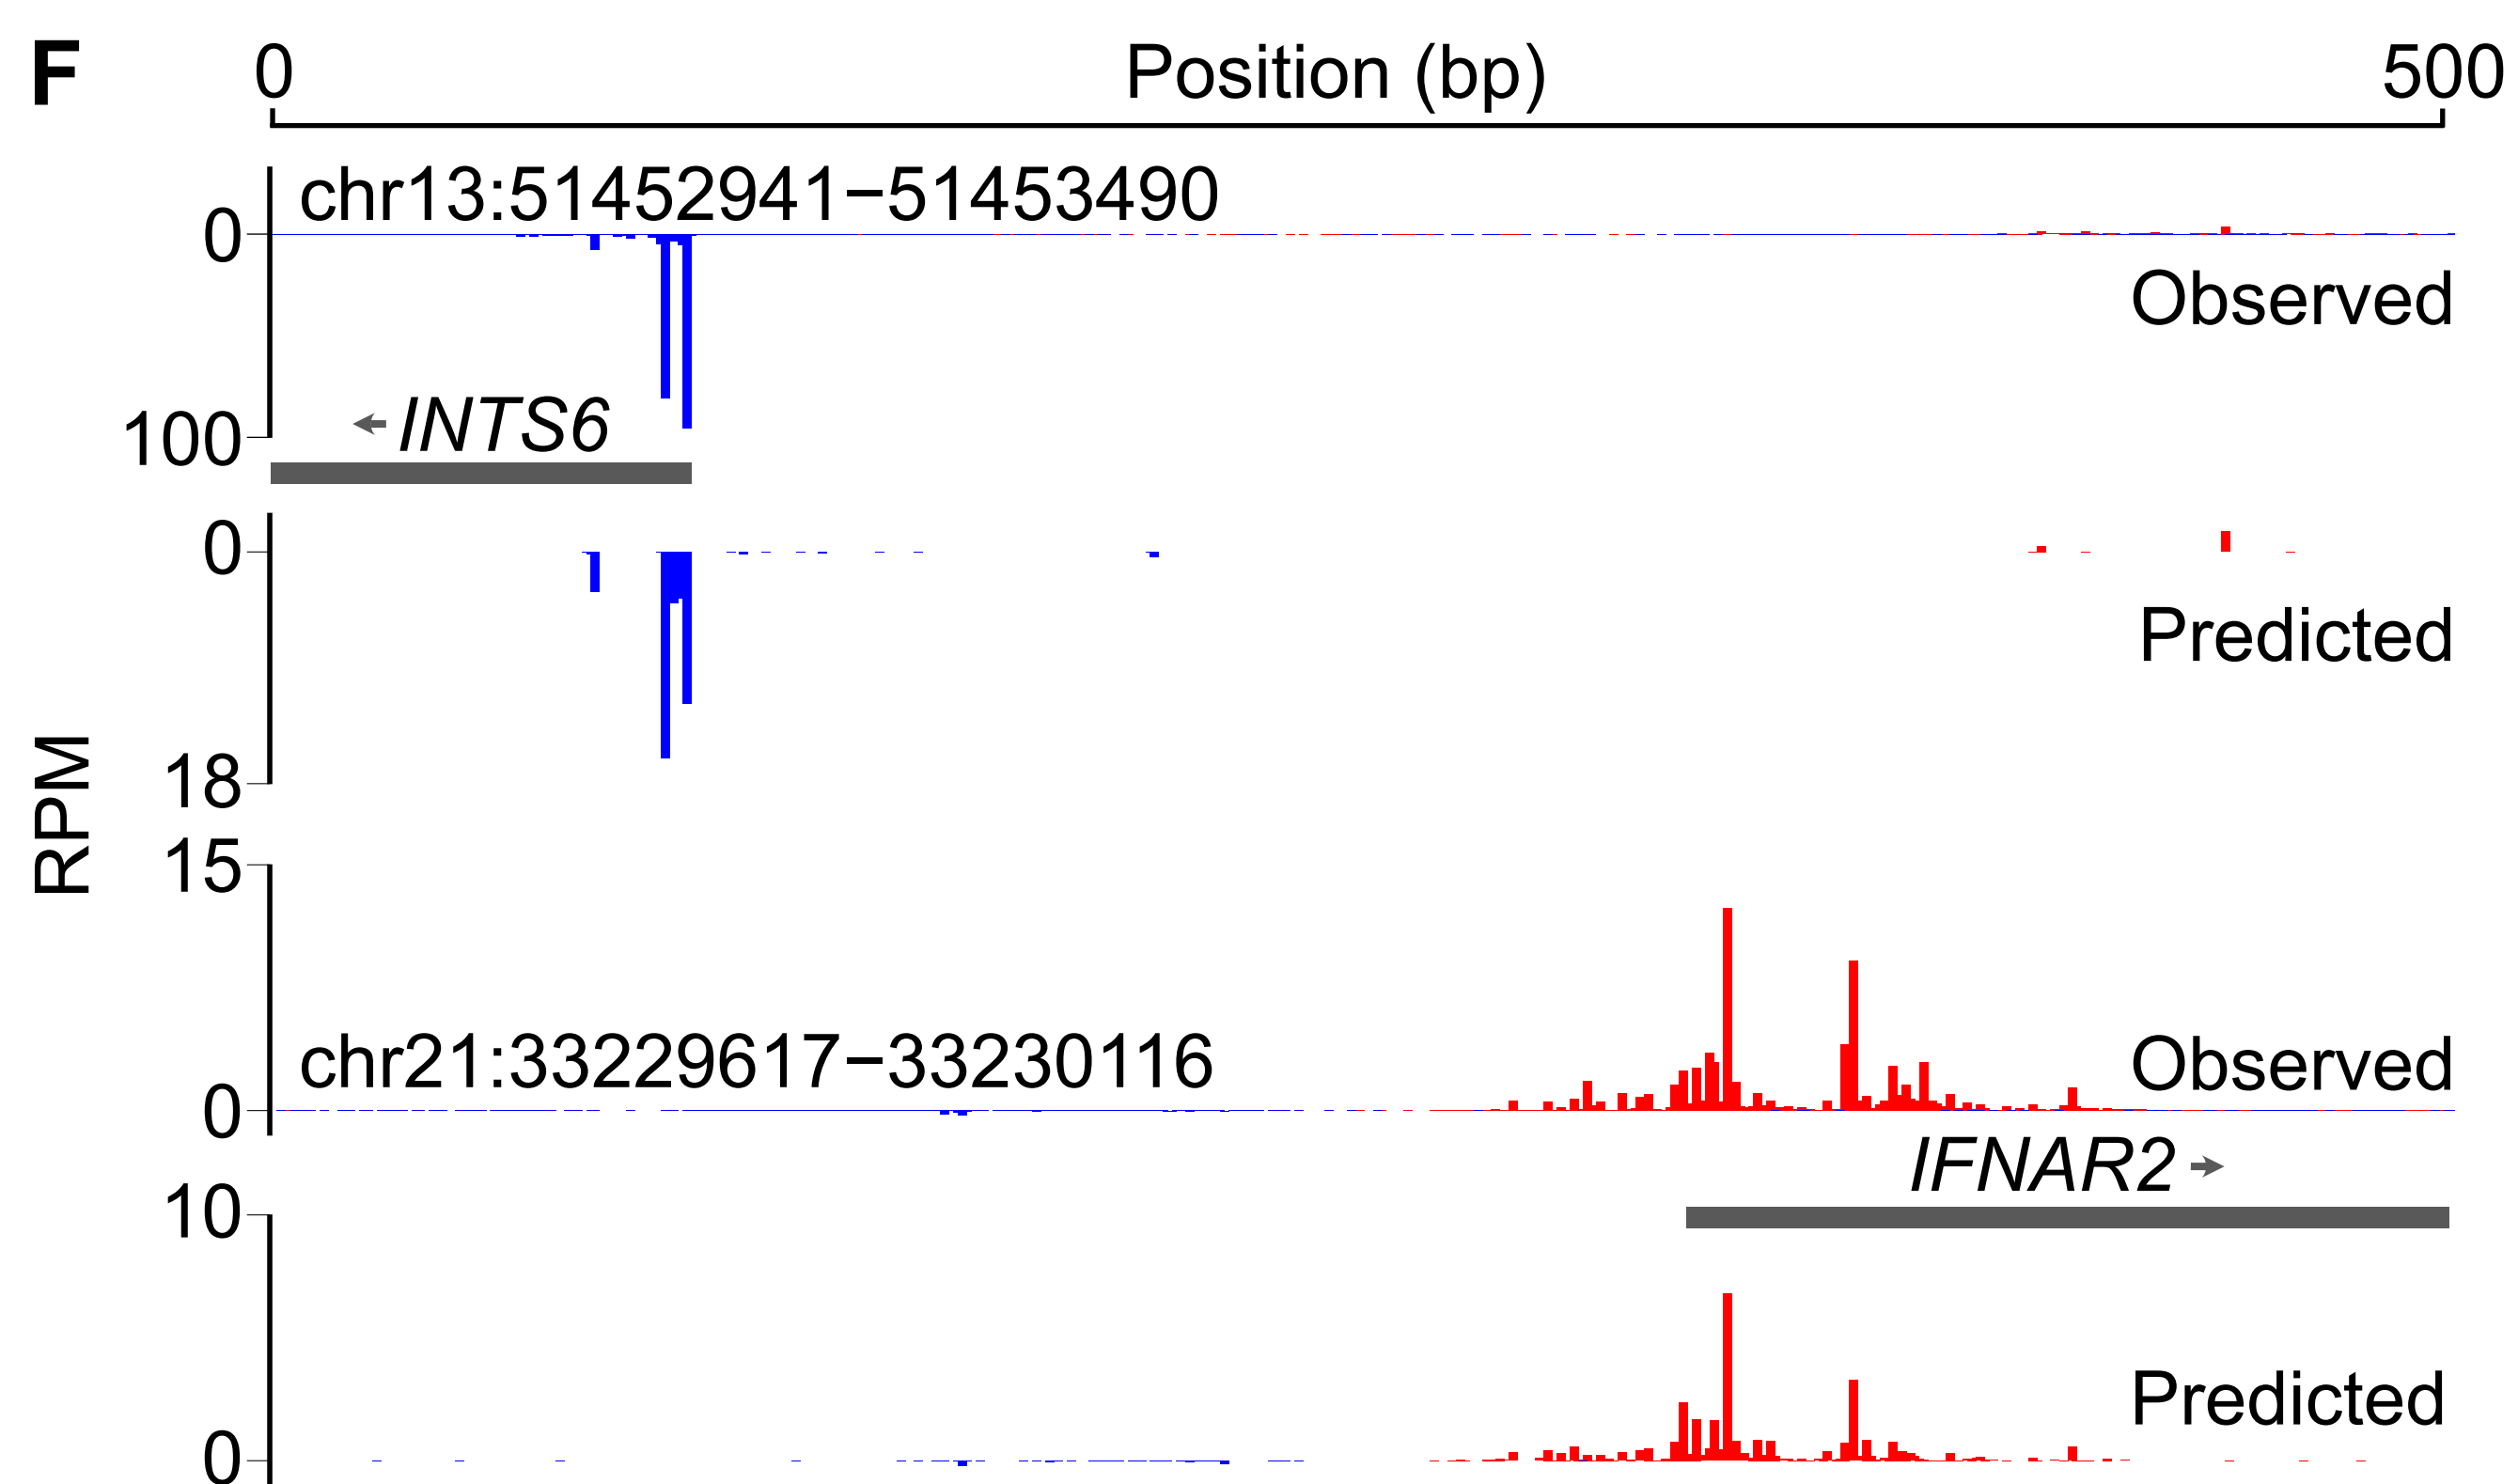 F
0 Position (bp) 500
chr13:51452941−51453490
0
Observed
INTS6
100
0
Predicted
18
RPM
15
chr21:33229617−33230116
Observed
0
IFNAR2
10
Predicted
0